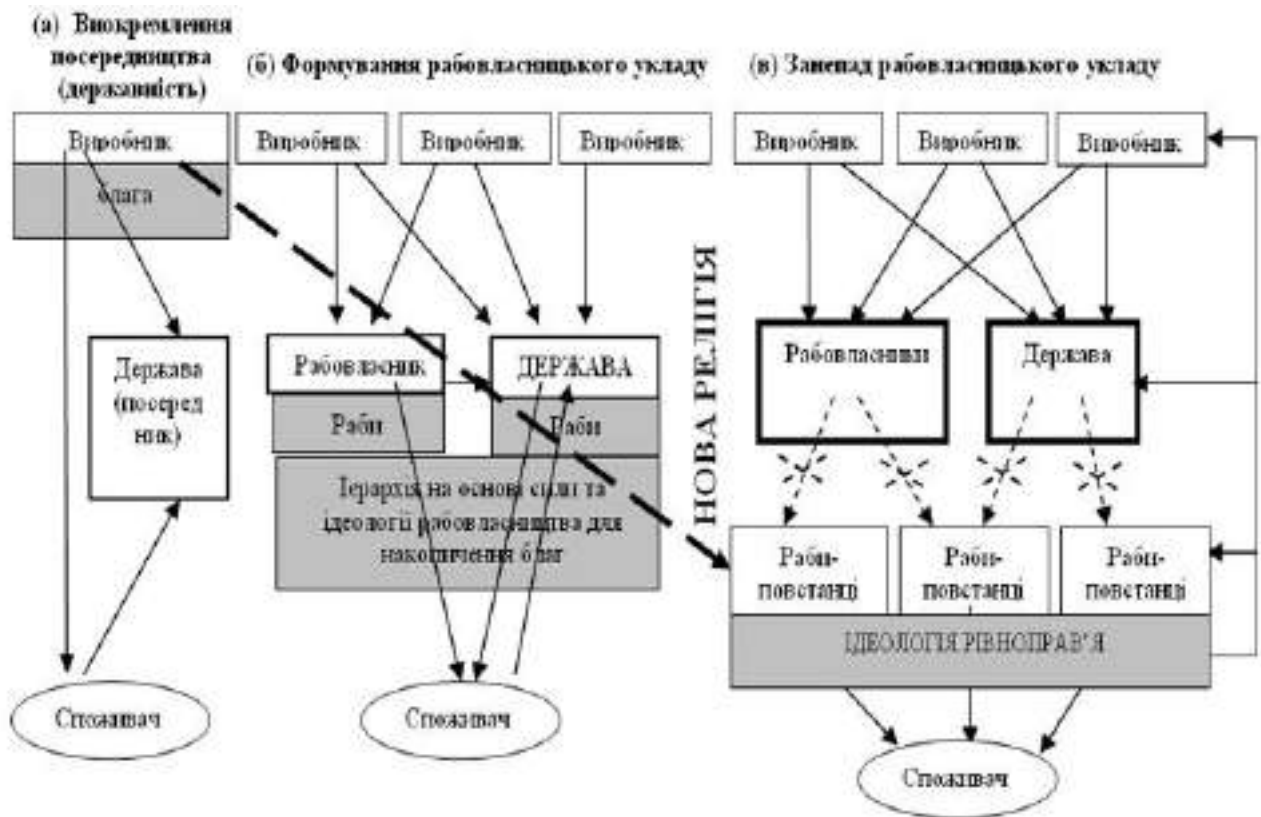 (а) Виокремлення
посередництва
(державність)
(б) Формування рабовласницького укладу
(в) Занепад рабовласницького укладу
Виробник
блага
Держава
(посеред
ник)
Споживач
Виробник
Виробник
Виробник
Рабовласник
Раби
ДЕРЖАВА
Раби
Ієрархія на основі сили та
ідеології рабовласництва для
накопичення благ
Споживач
НОВА РЕЛІГІЯ
Виробник
Виробник
Виробник
Рабовласники
Держава
Раби-
повстанці
Раби-
повстанці
Раби-
повстанці
ІДЕОЛОГІЯ РІВНОПРАВ'Я
Споживач